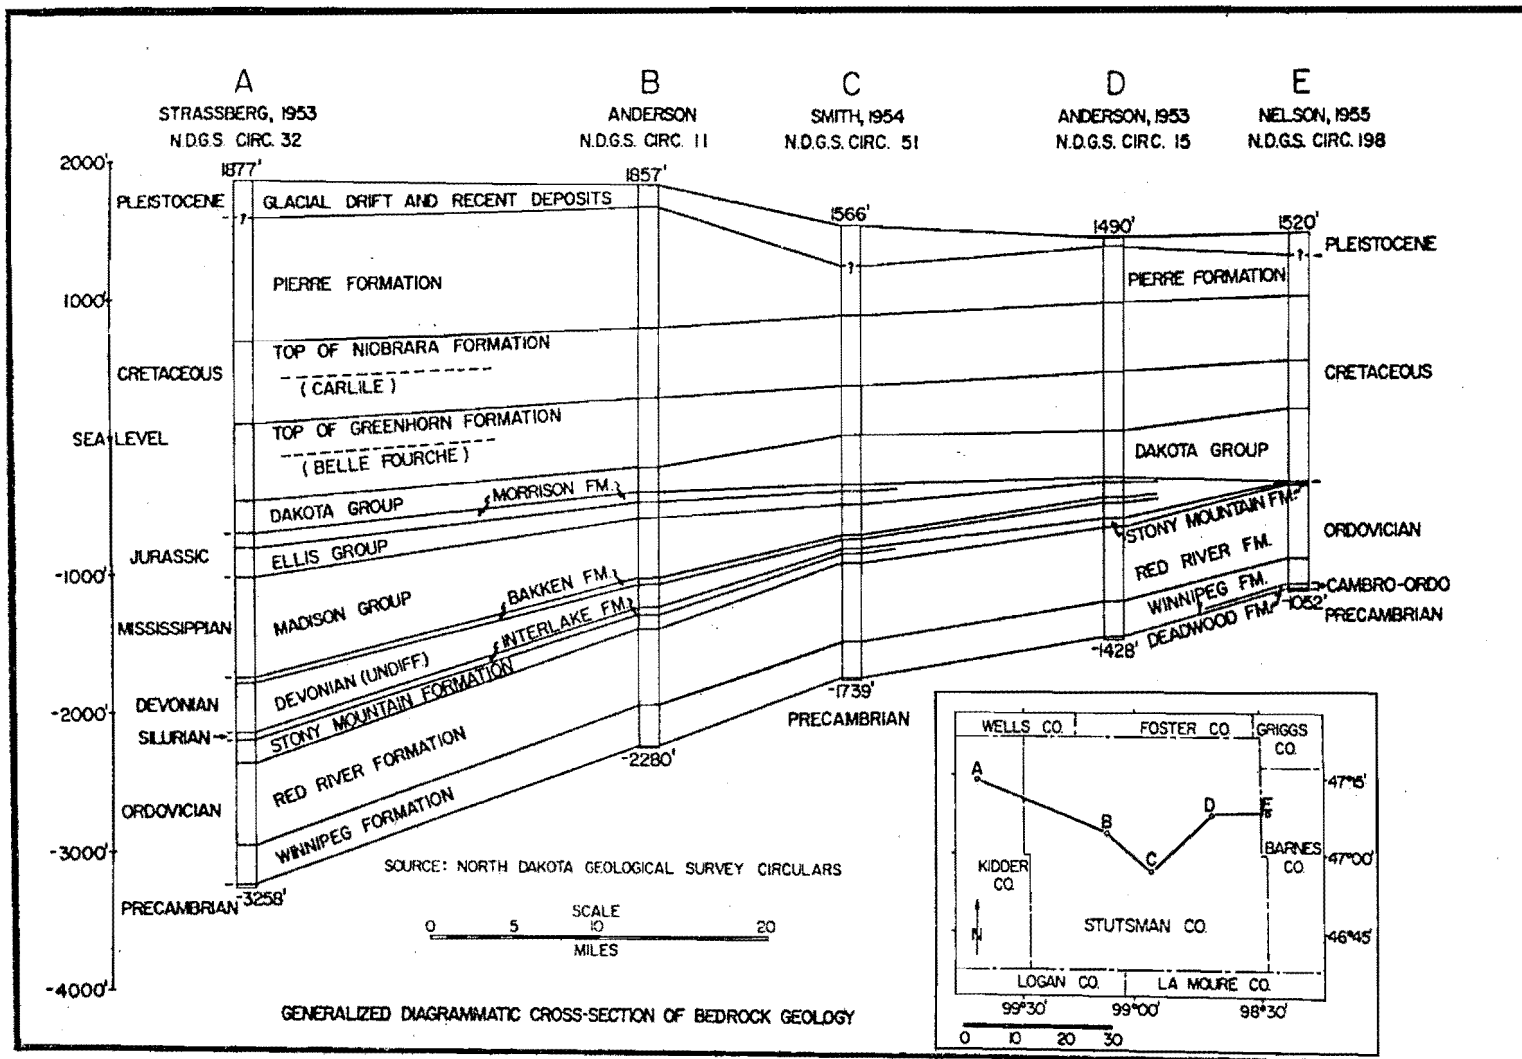 A
STRASSBERG, 1953
N.D.G.S. CIRC. 32
1877'
B
ANDERSON
N.D.G.S. CIRC. 11
1857'
C
SMITH, 1954
N.D.G.S. CIRC. 51
1566'
D
ANDERSON, 1953
N.D.G.S. CIRC. 15
1490'
E
NELSON, 1955
N.D.G.S. CIRC. 198
1520'
2000'
1000'
SEA LEVEL
-1000'
-2000'
-3000'
-4000'
PLEISTOCENE
CRETACEOUS
JURASSIC
MISSISSIPPIAN
DEVONIAN
SILURIAN
ORDOVICIAN
PRECAMBRIAN
?
GLACIAL DRIFT AND RECENT DEPOSITS
PIERRE FORMATION
TOP OF NIOBRARA FORMATION
(CARLILE)
TOP OF GREENHORN FORMATION
(BELLE FOURCHE)
DAKOTA GROUP
MORRISON FM.
ELLIS GROUP
MADISON GROUP
BAKKEN FM.
DEVONIAN (UNDIFF)
INTERLAKE FM.
STONY MOUNTAIN FORMATION
RED RIVER FORMATION
WINNIPEG FORMATION
-3258'
-2280'
?
-1739'
PRECAMBRIAN
PIERRE FORMATION
DAKOTA GROUP
STONY MOUNTAIN FM.
RED RIVER FM.
WINNIPEG FM.
DEADWOOD FM.
-1428'
?
-1052'
PLEISTOCENE
CRETACEOUS
ORDOVICIAN
CAMBRO-ORDO
PRECAMBRIAN
SOURCE: NORTH DAKOTA GEOLOGICAL SURVEY CIRCULARS
SCALE
0 5 10 20
MILES
GENERALIZED DIAGRAMMATIC CROSS-SECTION OF BEDROCK GEOLOGY
WELLS CO.
FOSTER CO.
GRIGGS
CO.
A
B
C
D
E
47°15'
47°00'
46°45'
KIDDER
CO.
BARNES
CO.
N
STUTSMAN CO.
LOGAN CO.
LA MOURE CO.
99°30' 99°00' 98°30'
0 10 20 30